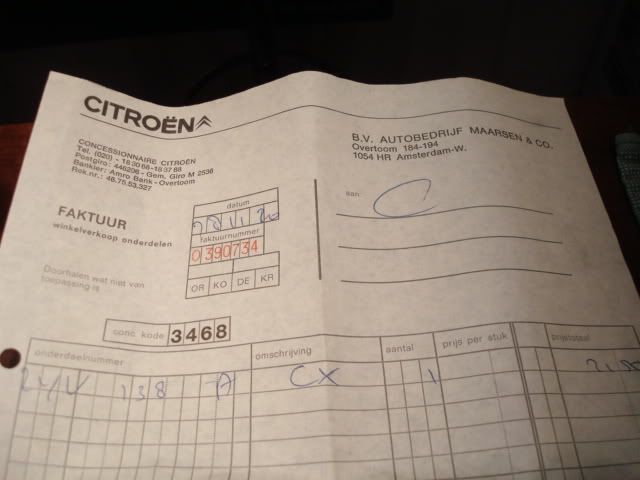 CITROËN
CONCESSIONNAIRE CITROËN
Tel. (020) - 18 30 66-18 37 88
Postgiro: 446206 - Gem. Giro M 2536
Bankier: Amro Bank - Overtoom
Rek.nr.: 46.75.53.327
B.V. AUTOBEDRIJF MAARSEN & CO.
Overtoom 184-194
1054 HR Amsterdam-W.
FAKTUUR
winkelverkoop onderdelen
datum
faktuurnummer
0390734
OR KO DE KR
aan:
Doorhalen wat niet van
toepassing is
conc. kode 3468
onderdeelnummer omschrijving aantal prijs per stuk prijstotaal
138 A CX 1